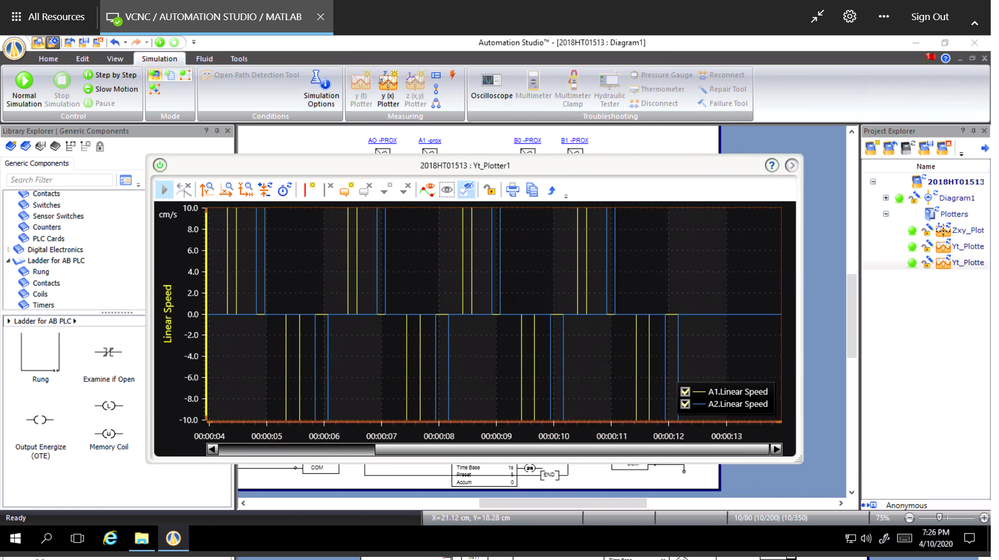 All Resources
VCNC / AUTOMATION STUDIO / MATLAB
Sign Out
Automation Studio™ - [2018HT01513 : Diagram1]
Home Edit View Simulation Fluid Tools
Normal Simulation
Stop Simulation
Step by Step
Slow Motion
Pause
Control
Mode
Open Path Detection Tool
Simulation Options
Conditions
y (t) Plotter
y (x) Plotter
z (x,y) Plotter
Measuring
Oscilloscope
Multimeter
Multimeter Clamp
Hydraulic Tester
Pressure Gauge
Thermometer
Disconnect
Reconnect
Repair Tool
Failure Tool
Troubleshooting
Library Explorer | Generic Components
Generic Components
Search Filter
Contacts
Switches
Sensor Switches
Counters
PLC Cards
Digital Electronics
Ladder for AB PLC
Rung
Contacts
Coils
Timers
Ladder for AB PLC
Rung
Examine if Open
L
U
Output Energize (OTE)
Memory Coil
AO -PROX
A1 -prox
B0 -PROX
B1 -PROX
2018HT01513 : Yt_Plotter1
cm/s
Linear Speed
10.0
8.0
6.0
4.0
2.0
0.0
-2.0
-4.0
-6.0
-8.0
-10.0
A1.Linear Speed
A2.Linear Speed
00:00:04 00:00:05 00:00:06 00:00:07 00:00:08 00:00:09 00:00:10 00:00:11 00:00:12 00:00:13
COM
Time Base 1s
Preset 5
Accum 0
DN
END
Project Explorer
Name
2018HT01513
Diagram1
Plotters
Zxy_Plot
Yt_Plotte
Yt_Plotte
Anonymous
Ready
X=21.12 cm, Y=18.28 cm
10/80 (10/200) (10/350)
75%
7:26 PM
4/10/2020
Time Base 1s